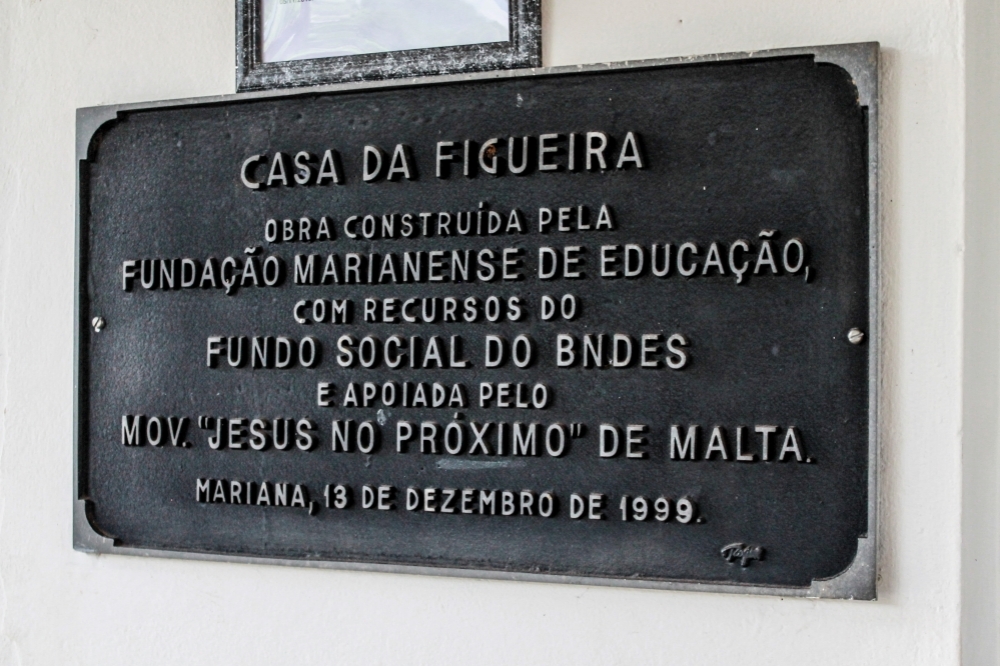 CASA DA FIGUEIRA
OBRA CONSTRUÍDA PELA
FUNDAÇÃO MARIANENSE DE EDUCAÇÃO,
COM RECURSOS DO
FUNDO SOCIAL DO BNDES
E APOIADA PELO
MOV. "JESUS NO PRÓXIMO" DE MALTA.
MARIANA, 13 DE DEZEMBRO DE 1999.